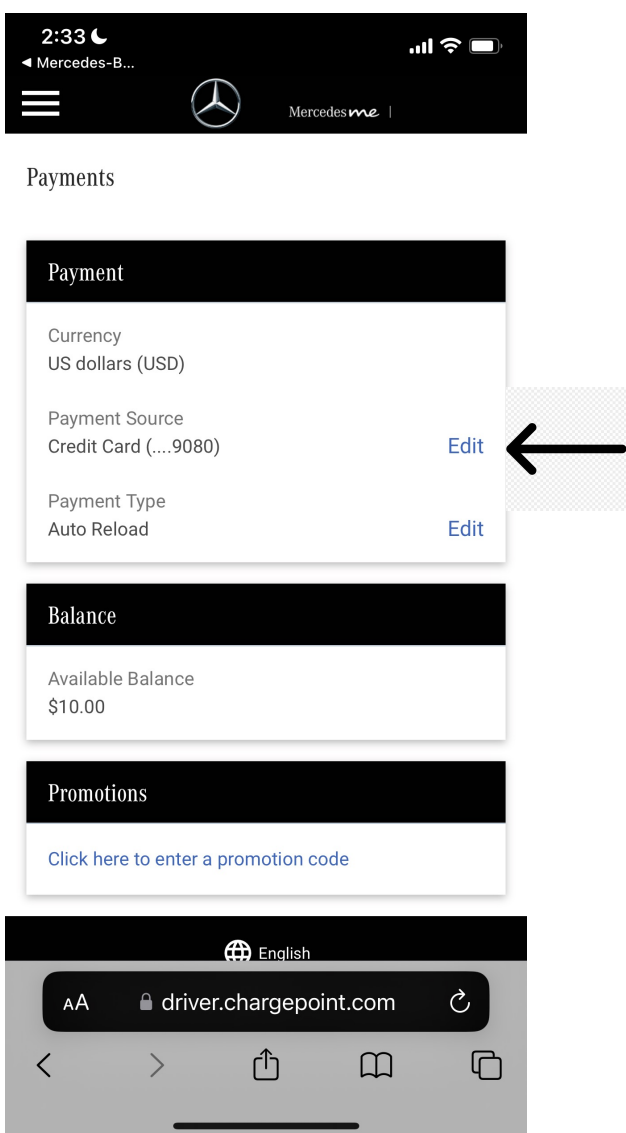 2:33
◀ Mercedes-B...
Mercedes me |
Payments
Payment
Currency
US dollars (USD)
Payment Source
Credit Card (....9080)
Edit
Payment Type
Auto Reload
Edit
Balance
Available Balance
$10.00
Promotions
Click here to enter a promotion code
English
AA
driver.chargepoint.com